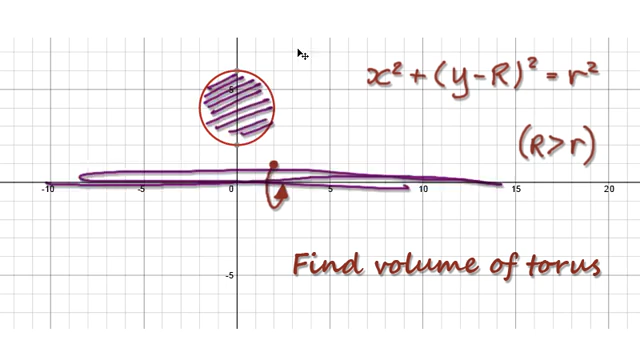 x² + (y-R)² = r²
5
(R>r)
-10 -5 0 5 10 15 20
-5
Find volume of torus